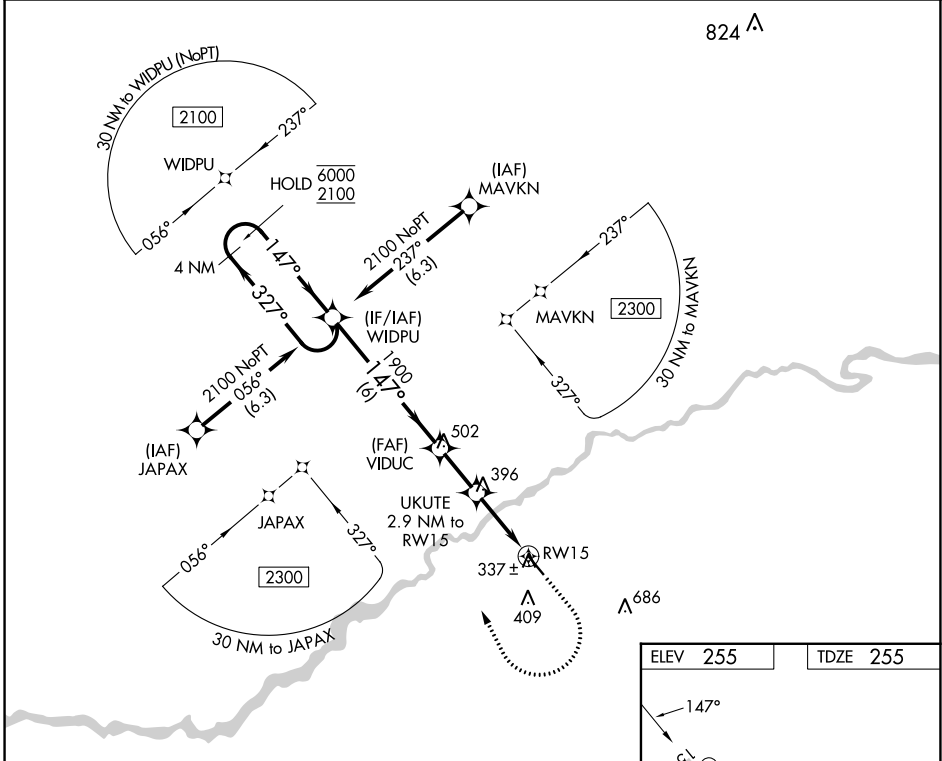 824
30 NM to WIDPU (NoPT)
2100
237°
WIDPU
056°
HOLD 6000
2100
(IAF)
MAVKN
147°
4 NM
327°
2100 NoPT
237°
(6.3)
(IF/IAF)
WIDPU
237°
MAVKN
2300
327°
30 NM to MAVKN
2100 NoPT
056°
(6.3)
(IAF)
JAPAX
1900
147°
(6)
(FAF)
VIDUC
502
396
UKUTE
2.9 NM to
RW15
JAPAX
056°
327°
2300
30 NM to JAPAX
RW15
337 ±
409
686
ELEV 255
TDZE 255
147°